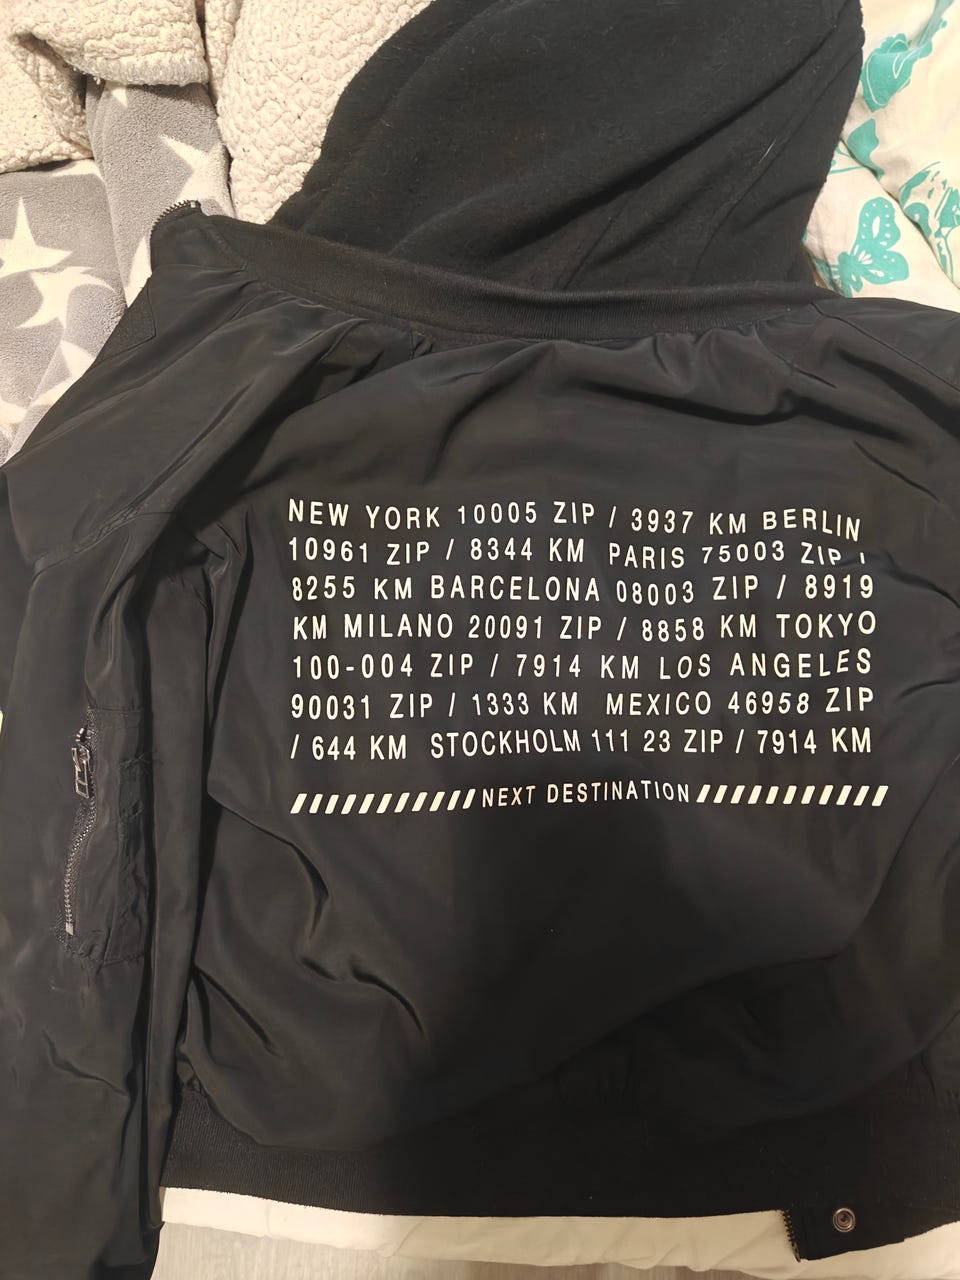 NEW YORK 10005 ZIP / 3937 KM BERLIN
10961 ZIP / 8344 KM PARIS 75003 ZIP /
8255 KM BARCELONA 08003 ZIP / 8919
KM MILANO 20091 ZIP / 8858 KM TOKYO
100-004 ZIP / 7914 KM LOS ANGELES
90031 ZIP / 1333 KM MEXICO 46958 ZIP
/ 644 KM STOCKHOLM 111 23 ZIP / 7914 KM
////////////NEXT DESTINATION////////////